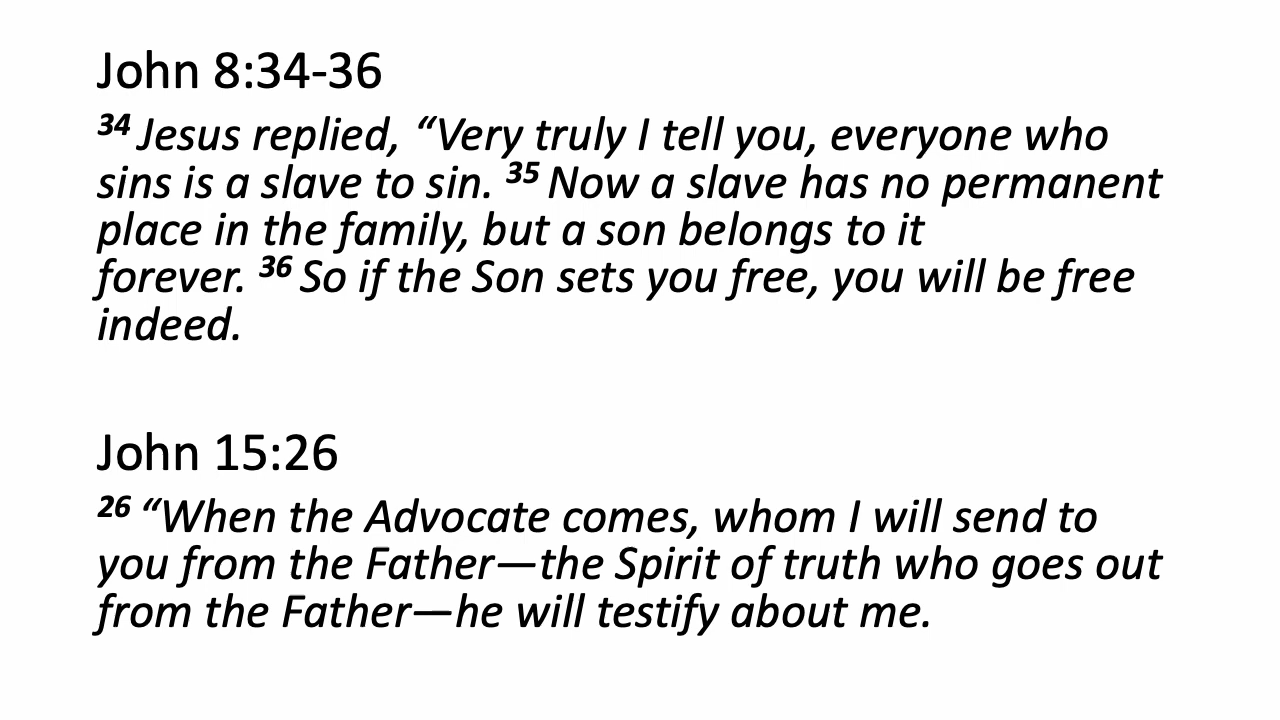 John 8:34-36
34 Jesus replied, “Very truly I tell you, everyone who
sins is a slave to sin. 35 Now a slave has no permanent
place in the family, but a son belongs to it
forever. 36 So if the Son sets you free, you will be free
indeed.
John 15:26
26 “When the Advocate comes, whom I will send to
you from the Father—the Spirit of truth who goes out
from the Father—he will testify about me.